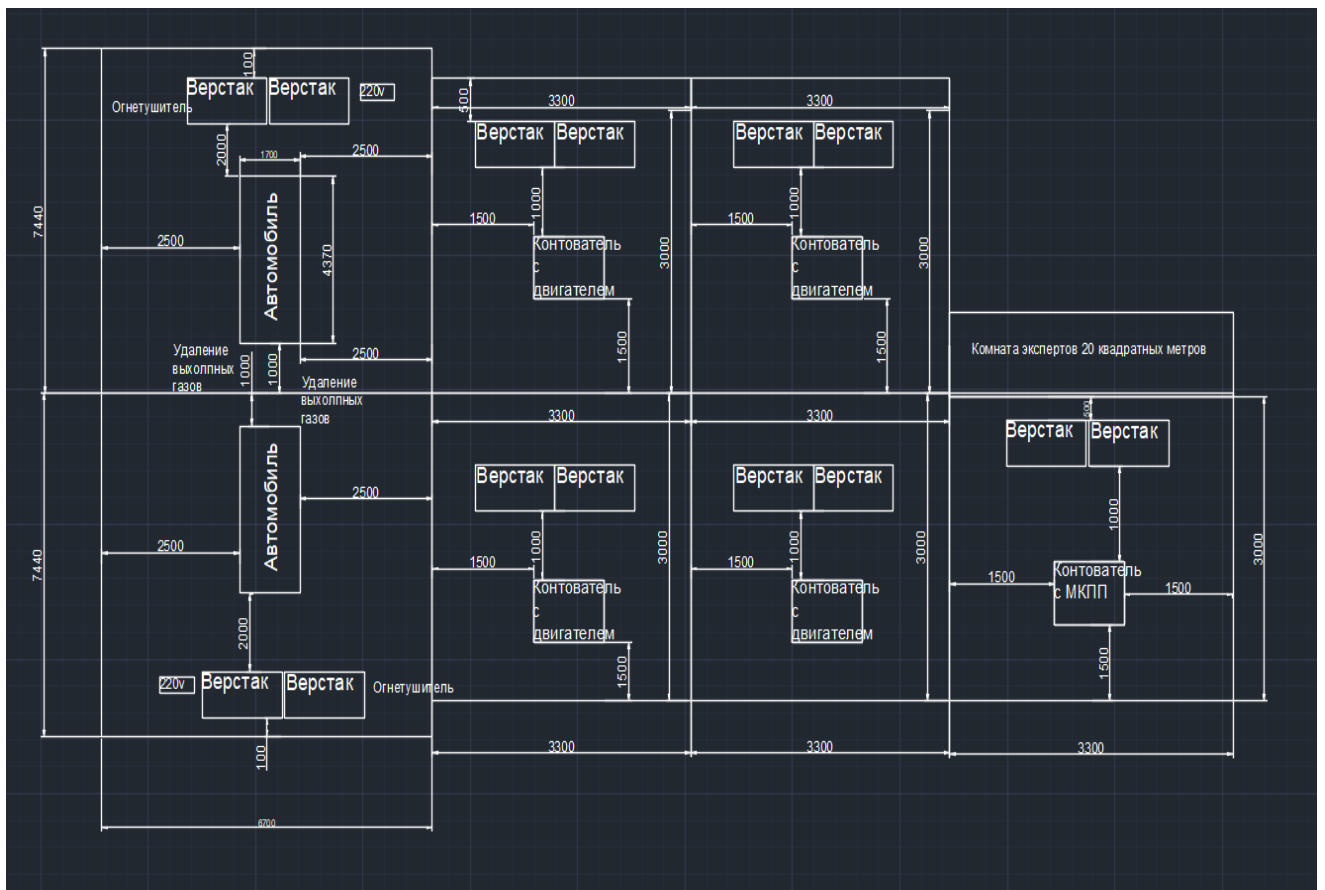 100
Верстак Верстак 220v
Огнетушитель
2000
1700
2500
2500
Автомобиль
4370
7440
2500
1000
1000
Удаление
выхолпных
газов
Удаление
выхолпных
газов
3300
3300
500
Верстак Верстак
Верстак Верстак
1000
1000
1500
1500
3000
3000
Контователь
с
двигателем
Контователь
с
двигателем
1500
1500
Комната экспертов 20 квадратных метров
7440
Автомобиль
2500
2500
2000
220v Верстак Верстак Огнетушитель
100
6700
3300
3300
Верстак Верстак
Верстак Верстак
1000
1000
1500
1500
3000
3000
Контователь
с
двигателем
Контователь
с
двигателем
1500
1500
3300
3300
500
Верстак Верстак
1000
3000
Контователь
с МКПП
1500
1500
1500
3300